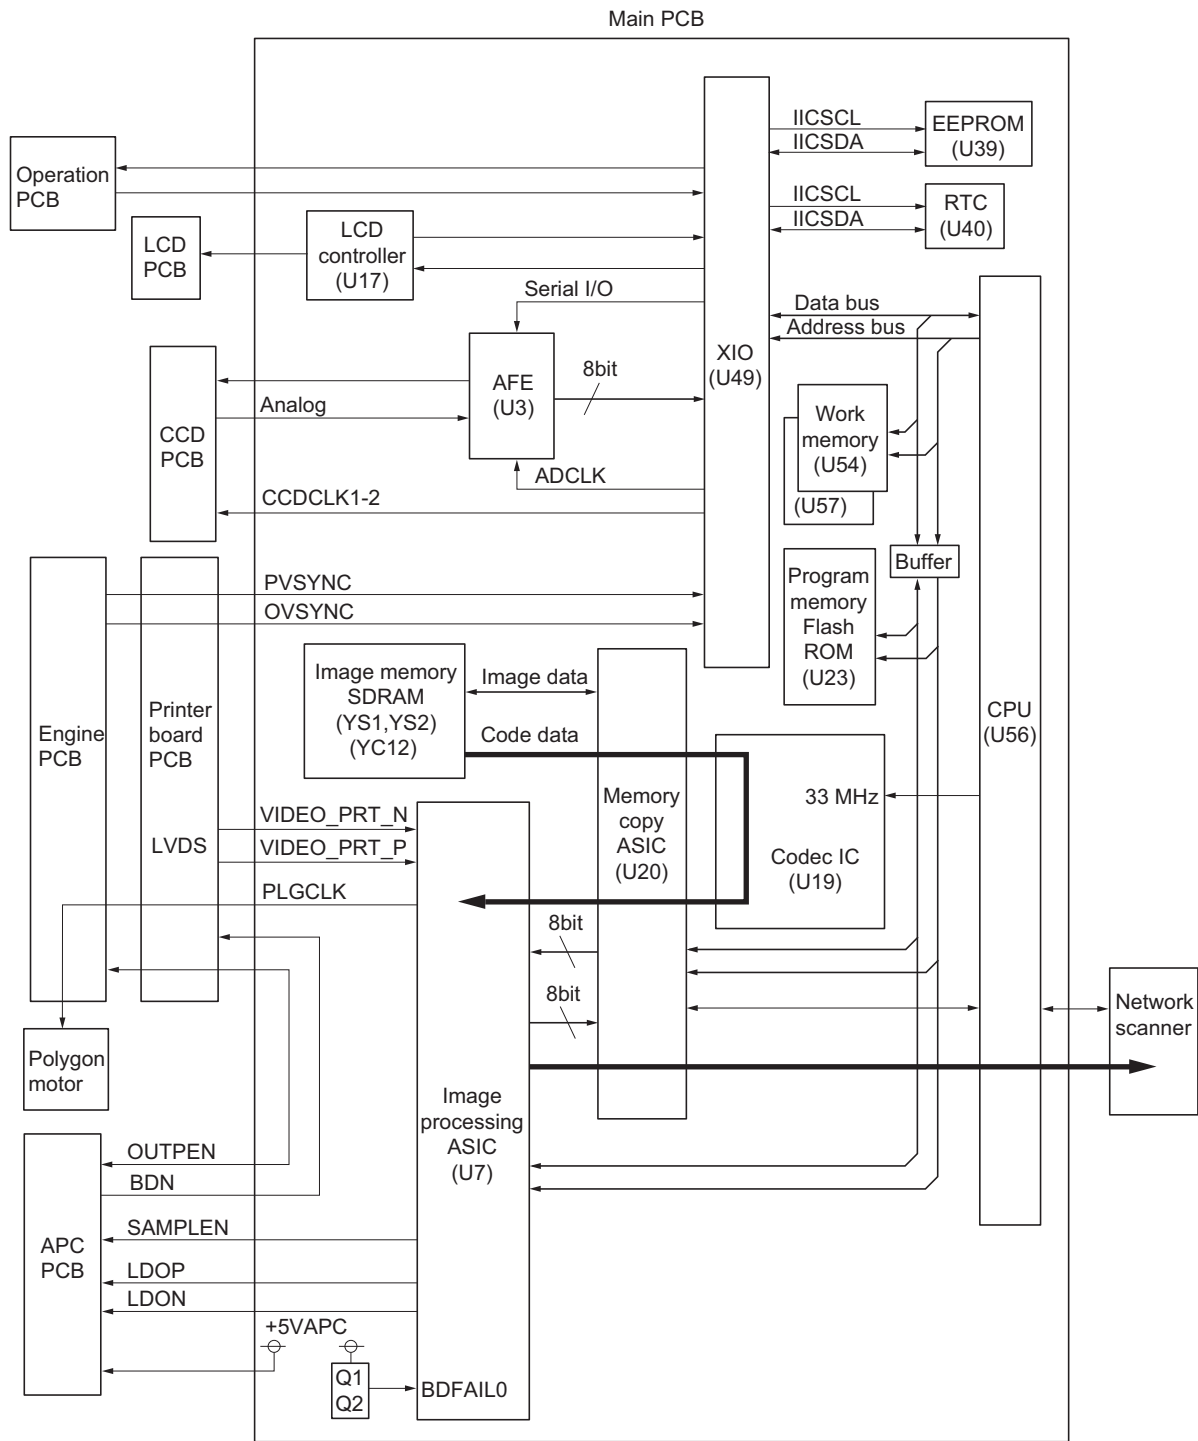 Main PCB
IICSCL
IICSDA
EEPROM
(U39)
Operation
PCB
IICSCL
IICSDA
RTC
(U40)
LCD
PCB
LCD
controller
(U17)
Serial I/O
Data bus
Address bus
XIO
(U49)
AFE
(U3)
8bit
Analog
CCD
PCB
Work
memory
(U54)
(U57)
ADCLK
CCDCLK1-2
Buffer
PVSYNC
OVSYNC
Program
memory
Flash
ROM
(U23)
Image memory
SDRAM
(YS1,YS2)
(YC12)
Image data
Code data
CPU
(U56)
Engine
PCB
Printer
board
PCB
LVDS
VIDEO_PRT_N
VIDEO_PRT_P
PLGCLK
Memory
copy
ASIC
(U20)
33 MHz
Codec IC
(U19)
8bit
8bit
Network
scanner
Polygon
motor
Image
processing
ASIC
(U7)
OUTPEN
BDN
SAMPLEN
APC
PCB
LDOP
LDON
+5VAPC
Q1
Q2
BDFAIL0